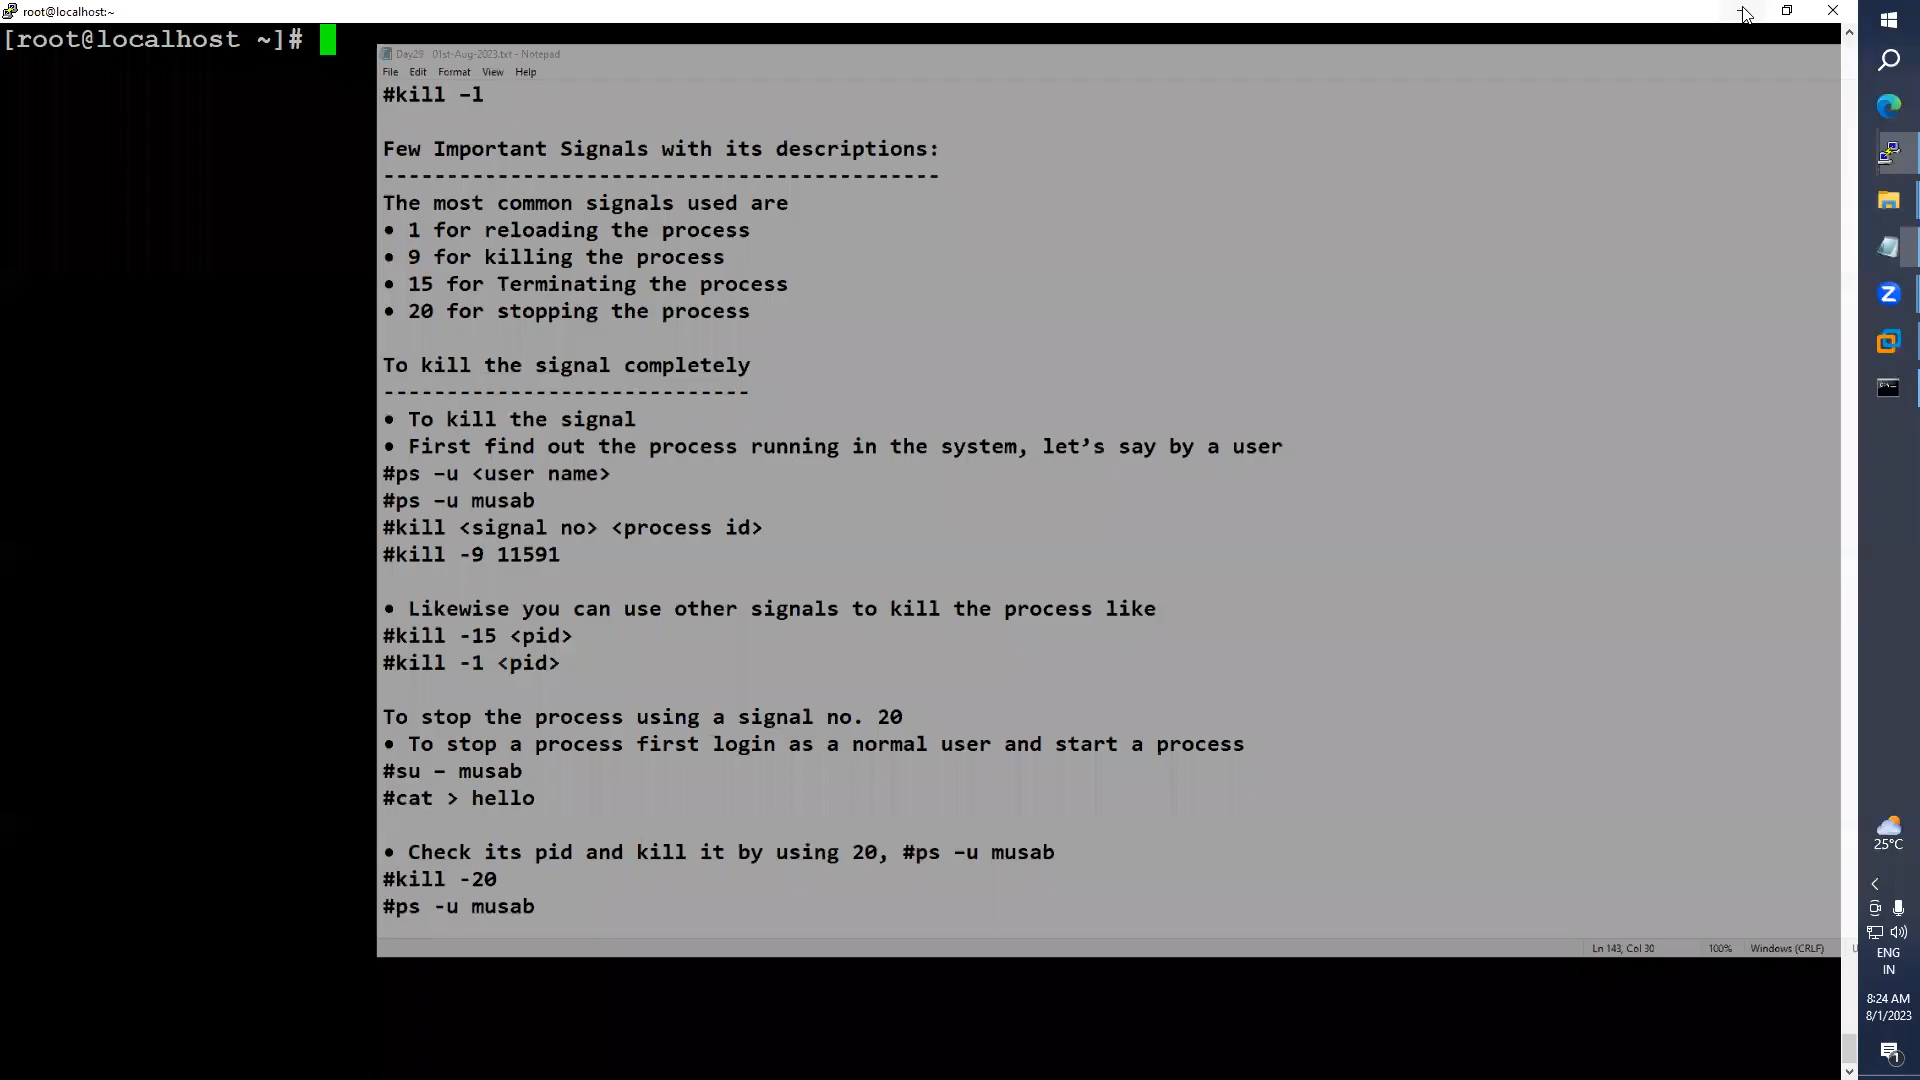 root@localhost:~
[root@localhost ~]#
Day29 01st-Aug-2023.txt - Notepad
File Edit Format View Help
#kill –l
Few Important Signals with its descriptions:
--------------------------------------------
The most common signals used are
• 1 for reloading the process
• 9 for killing the process
• 15 for Terminating the process
• 20 for stopping the process
To kill the signal completely
-----------------------------
• To kill the signal
• First find out the process running in the system, let’s say by a user
#ps –u <user name>
#ps –u musab
#kill <signal no> <process id>
#kill -9 11591
• Likewise you can use other signals to kill the process like
#kill -15 <pid>
#kill -1 <pid>
To stop the process using a signal no. 20
• To stop a process first login as a normal user and start a process
#su – musab
#cat > hello
• Check its pid and kill it by using 20, #ps –u musab
#kill -20
#ps -u musab
Ln 143, Col 30 100% Windows (CRLF) U
25°C
ENG
IN
8:24 AM
8/1/2023
1